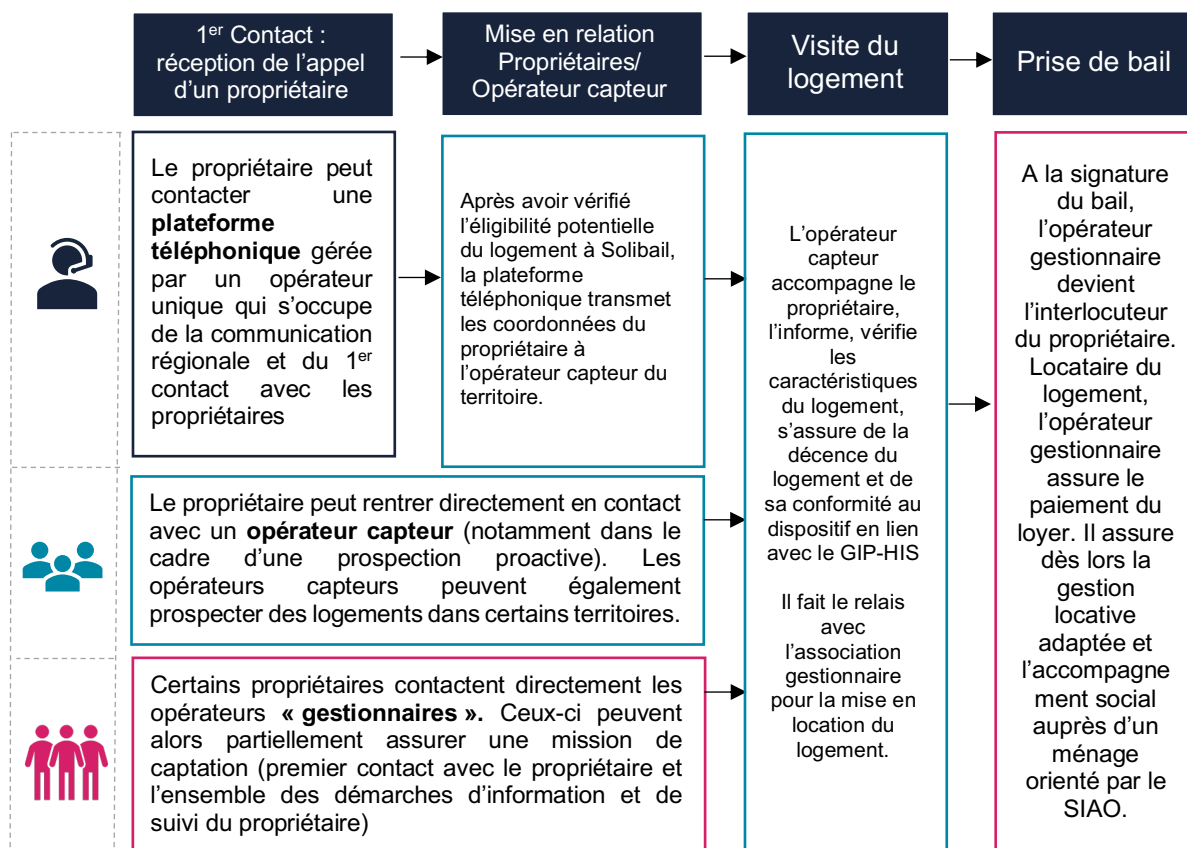 1er Contact :
réception de l'appel
d'un propriétaire
Mise en relation
Propriétaires/
Opérateur capteur
Visite du
logement
Prise de bail
Le propriétaire peut
contacter une
plateforme
téléphonique gérée
par un opérateur
unique qui s'occupe
de la communication
régionale et du 1er
contact avec les
propriétaires
Après avoir vérifié
l'éligibilité potentielle
du logement à Solibail,
la plateforme
téléphonique transmet
les coordonnées du
propriétaire à
l'opérateur capteur du
territoire.
Le propriétaire peut rentrer directement en contact
avec un opérateur capteur (notamment dans le
cadre d'une prospection proactive). Les
opérateurs capteurs peuvent également
prospecter des logements dans certains territoires.
Certains propriétaires contactent directement les
opérateurs « gestionnaires ». Ceux-ci peuvent
alors partiellement assurer une mission de
captation (premier contact avec le propriétaire et
l'ensemble des démarches d'information et de
suivi du propriétaire)
L'opérateur
capteur
accompagne le
propriétaire,
l'informe, vérifie
les
caractéristiques
du logement,
s'assure de la
décence du
logement et de
sa conformité au
dispositif en lien
avec le GIP-HIS
Il fait le relais
avec
l'association
gestionnaire
pour la mise en
location du
logement.
A la signature
du bail,
l'opérateur
gestionnaire
devient
l'interlocuteur
du propriétaire.
Locataire du
logement,
l'opérateur
gestionnaire
assure le
paiement du
loyer. Il assure
dès lors la
gestion
locative
adaptée et
l'accompagne
ment social
auprès d'un
ménage
orienté par le
SIAO.